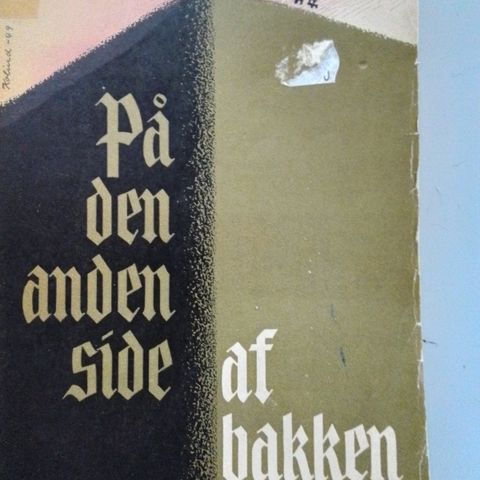 På
den
anden
side
af
bakken